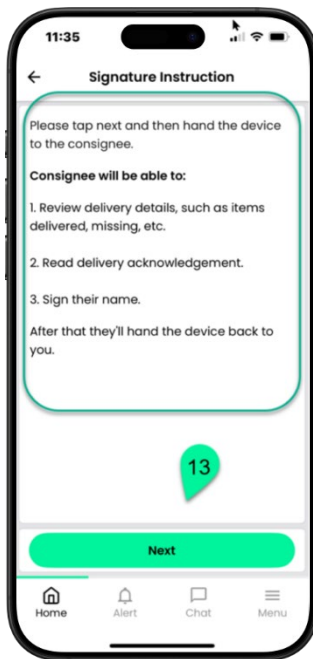 11:35
Signature Instruction
Please tap next and then hand the device
to the consignee.
Consignee will be able to:
1. Review delivery details, such as items
delivered, missing, etc.
2. Read delivery acknowledgement.
3. Sign their name.
After that they'll hand the device back to
you.
13
Next
Home Alert Chat Menu